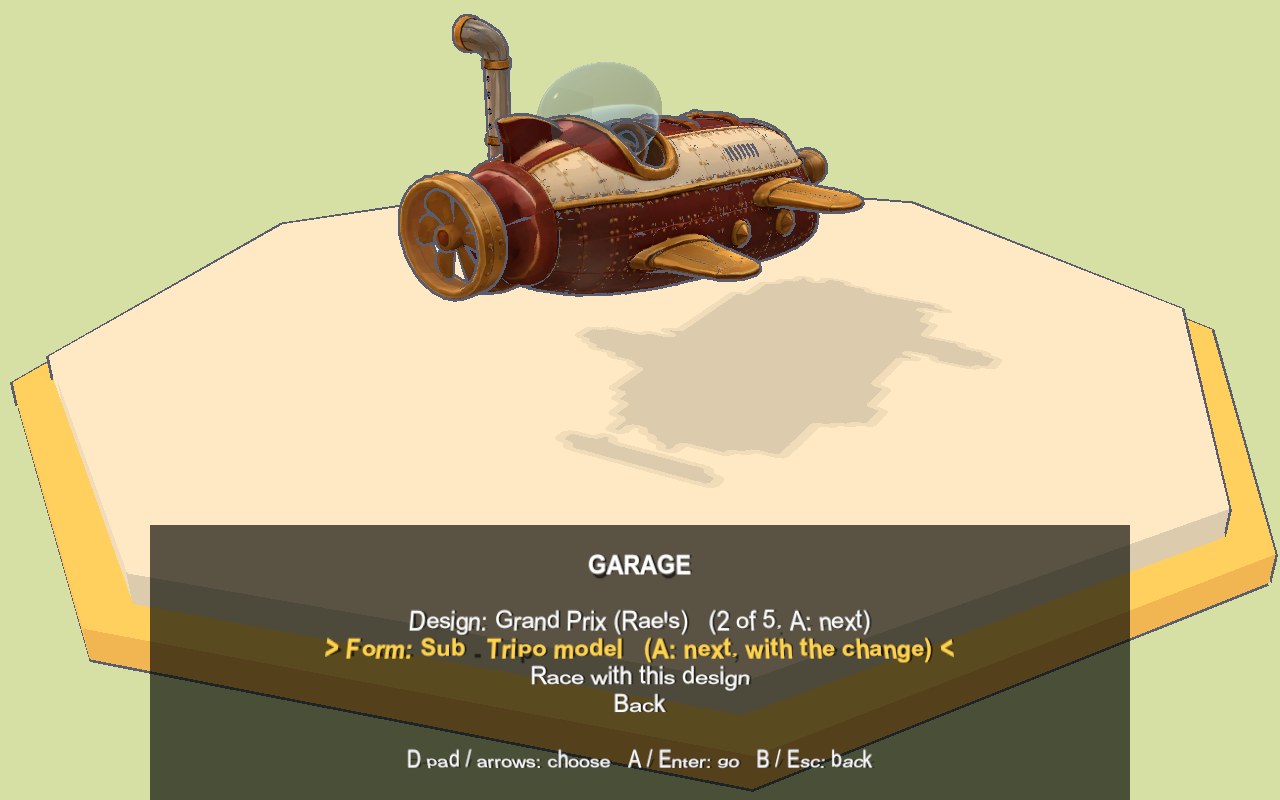 GARAGE
Design: Grand Prix (Rae's) (2 of 5. A: next)
> Form: Sub - Tripo model (A: next, with the change) <
Race with this design
Back
D pad / arrows: choose A / Enter: go B / Esc: back